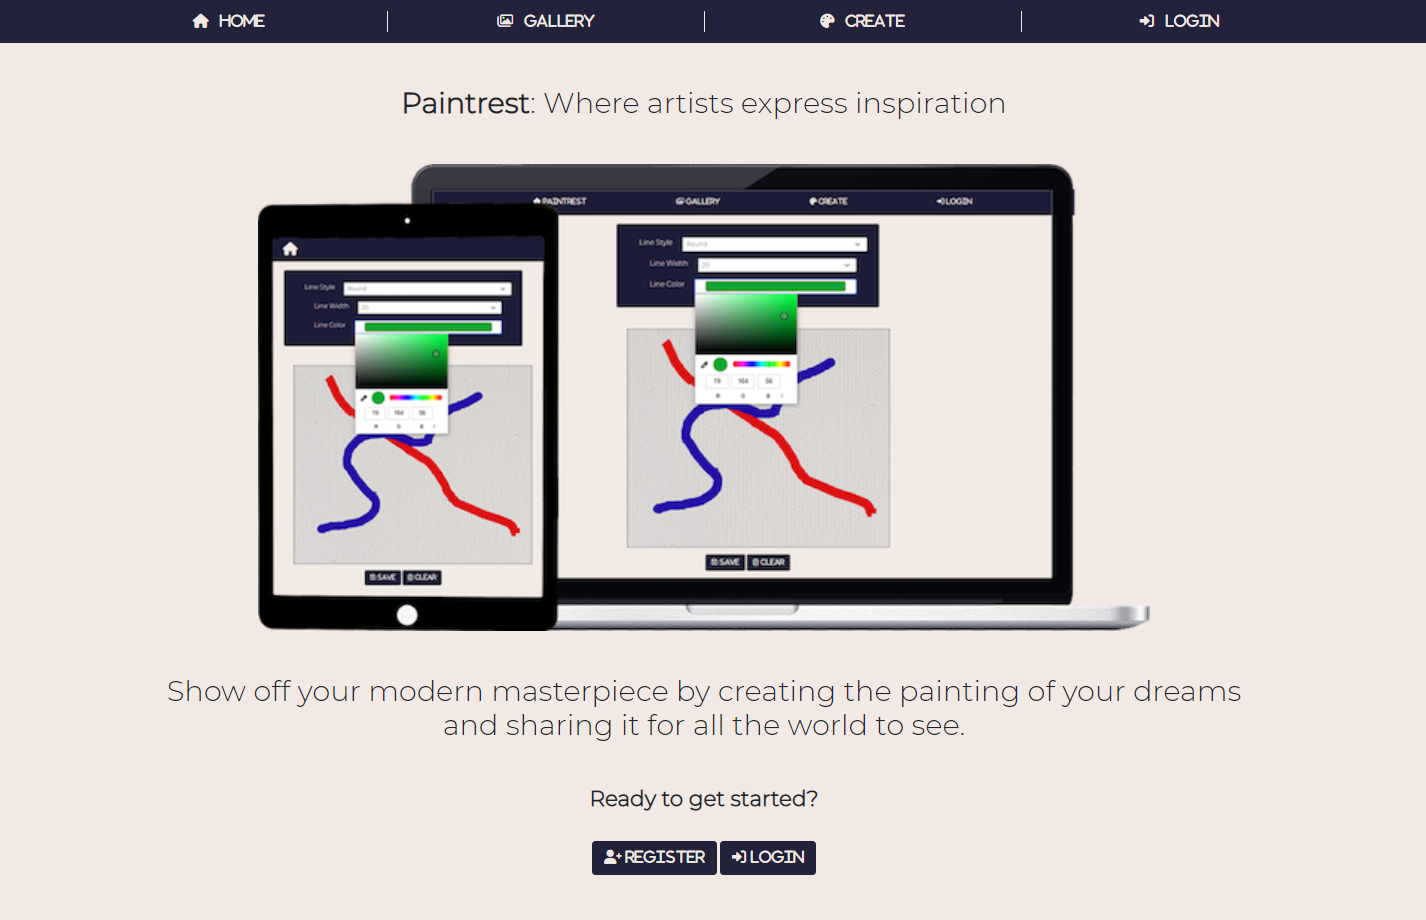 HOME
GALLERY
CREATE
LOGIN
Paintrest: Where artists express inspiration
PAINTREST
GALLERY
CREATE
LOGIN
Line Style
Round
Line Width
20
Line Color
19 164 56
R G B
SAVE
CLEAR
Line Style
Round
Line Width
20
Line Color
19 164 56
R G B
SAVE
CLEAR
Show off your modern masterpiece by creating the painting of your dreams
and sharing it for all the world to see.
Ready to get started?
REGISTER
LOGIN